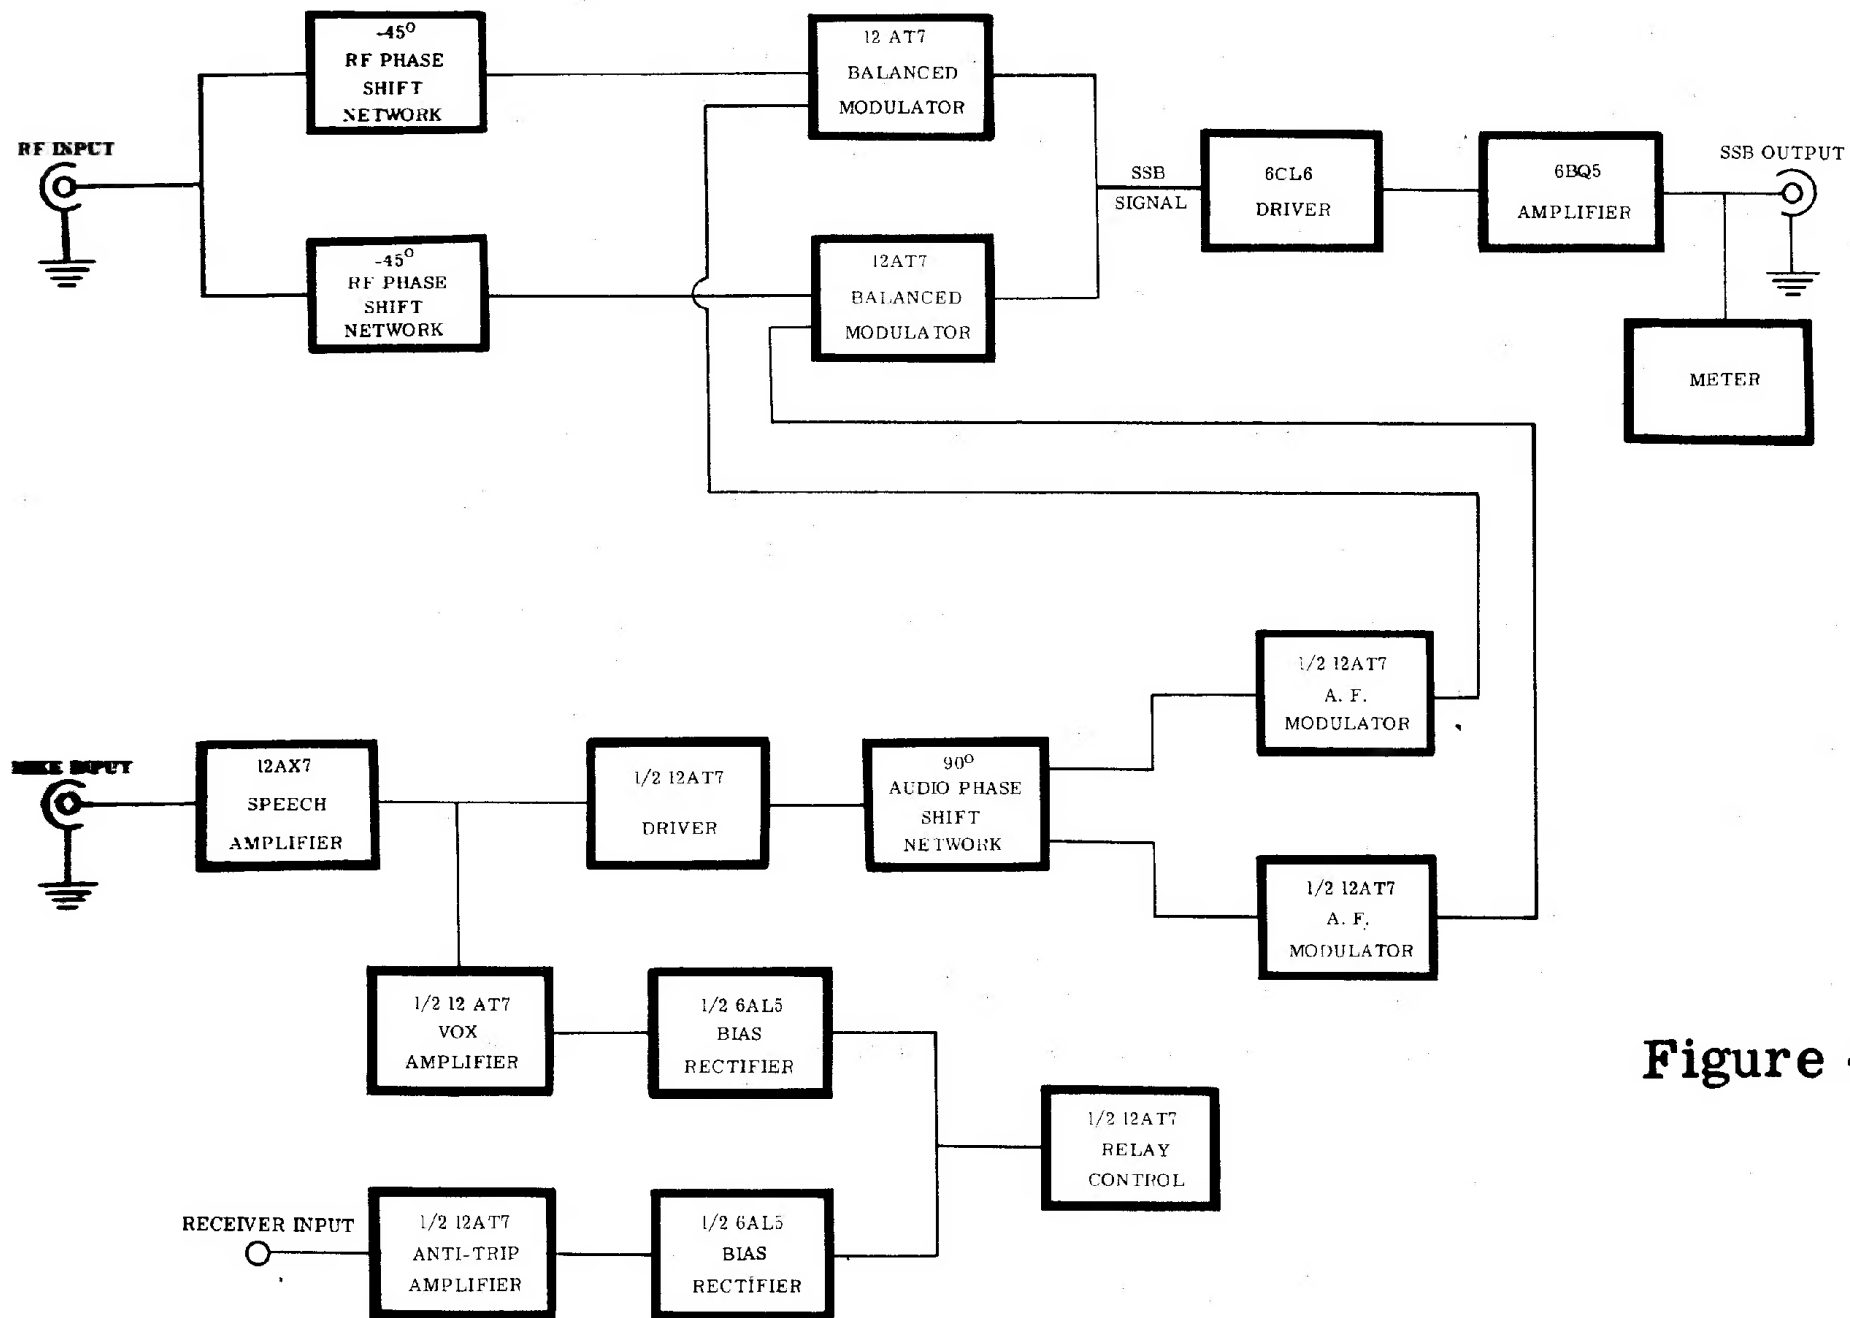 -45°
RF PHASE
SHIFT
NETWORK
12 AT7
BALANCED
MODULATOR
RF INPUT
SSB
SIGNAL
6CL6
DRIVER
6BQ5
AMPLIFIER
SSB OUTPUT
-45°
RF PHASE
SHIFT
NETWORK
12AT7
BALANCED
MODULATOR
METER
1/2 12AT7
A. F.
MODULATOR
MIKE INPUT
12AX7
SPEECH
AMPLIFIER
1/2 12AT7
DRIVER
90°
AUDIO PHASE
SHIFT
NETWORK
1/2 12AT7
A. F.
MODULATOR
1/2 12 AT7
VOX
AMPLIFIER
1/2 6AL5
BIAS
RECTIFIER
Figure
1/2 12AT7
RELAY
CONTROL
RECEIVER INPUT
1/2 12AT7
ANTI-TRIP
AMPLIFIER
1/2 6AL5
BIAS
RECTIFIER